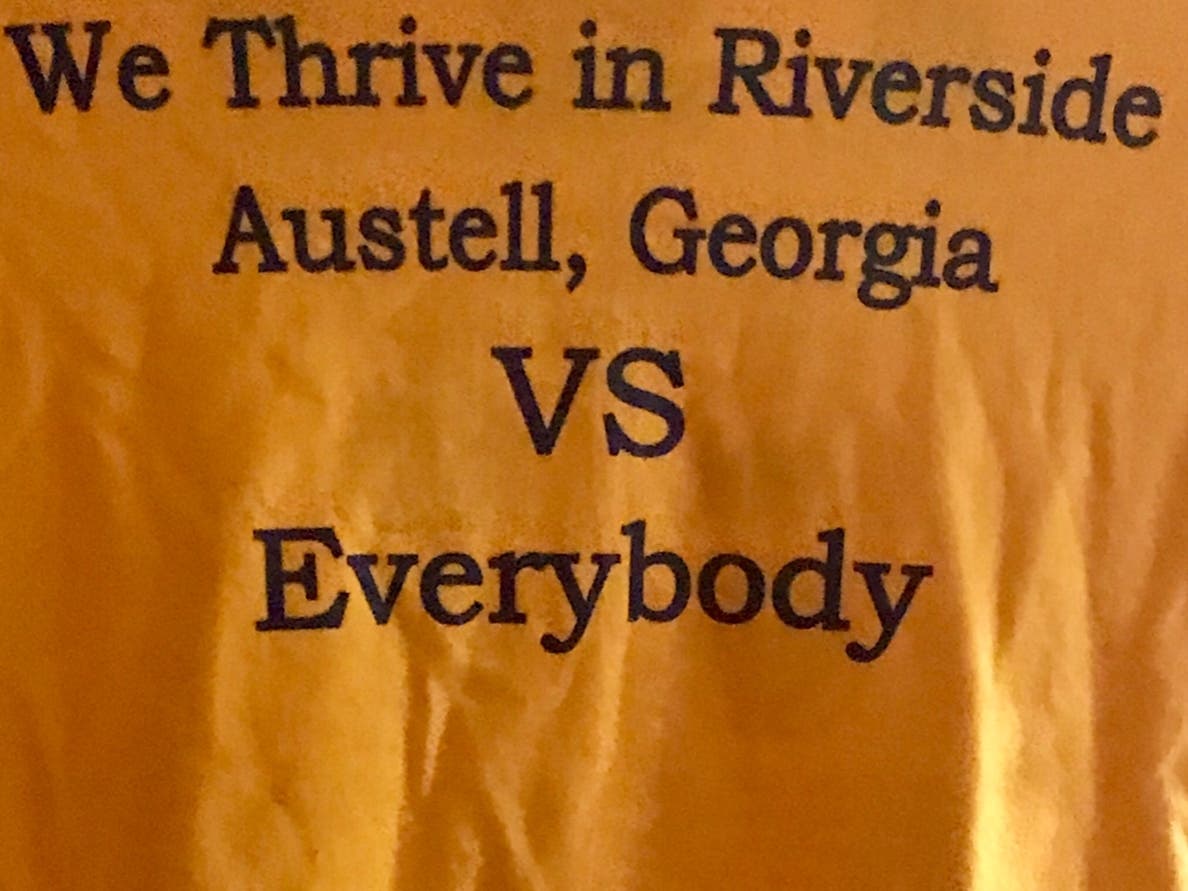 We Thrive in Riverside
Austell, Georgia
VS
Everybody